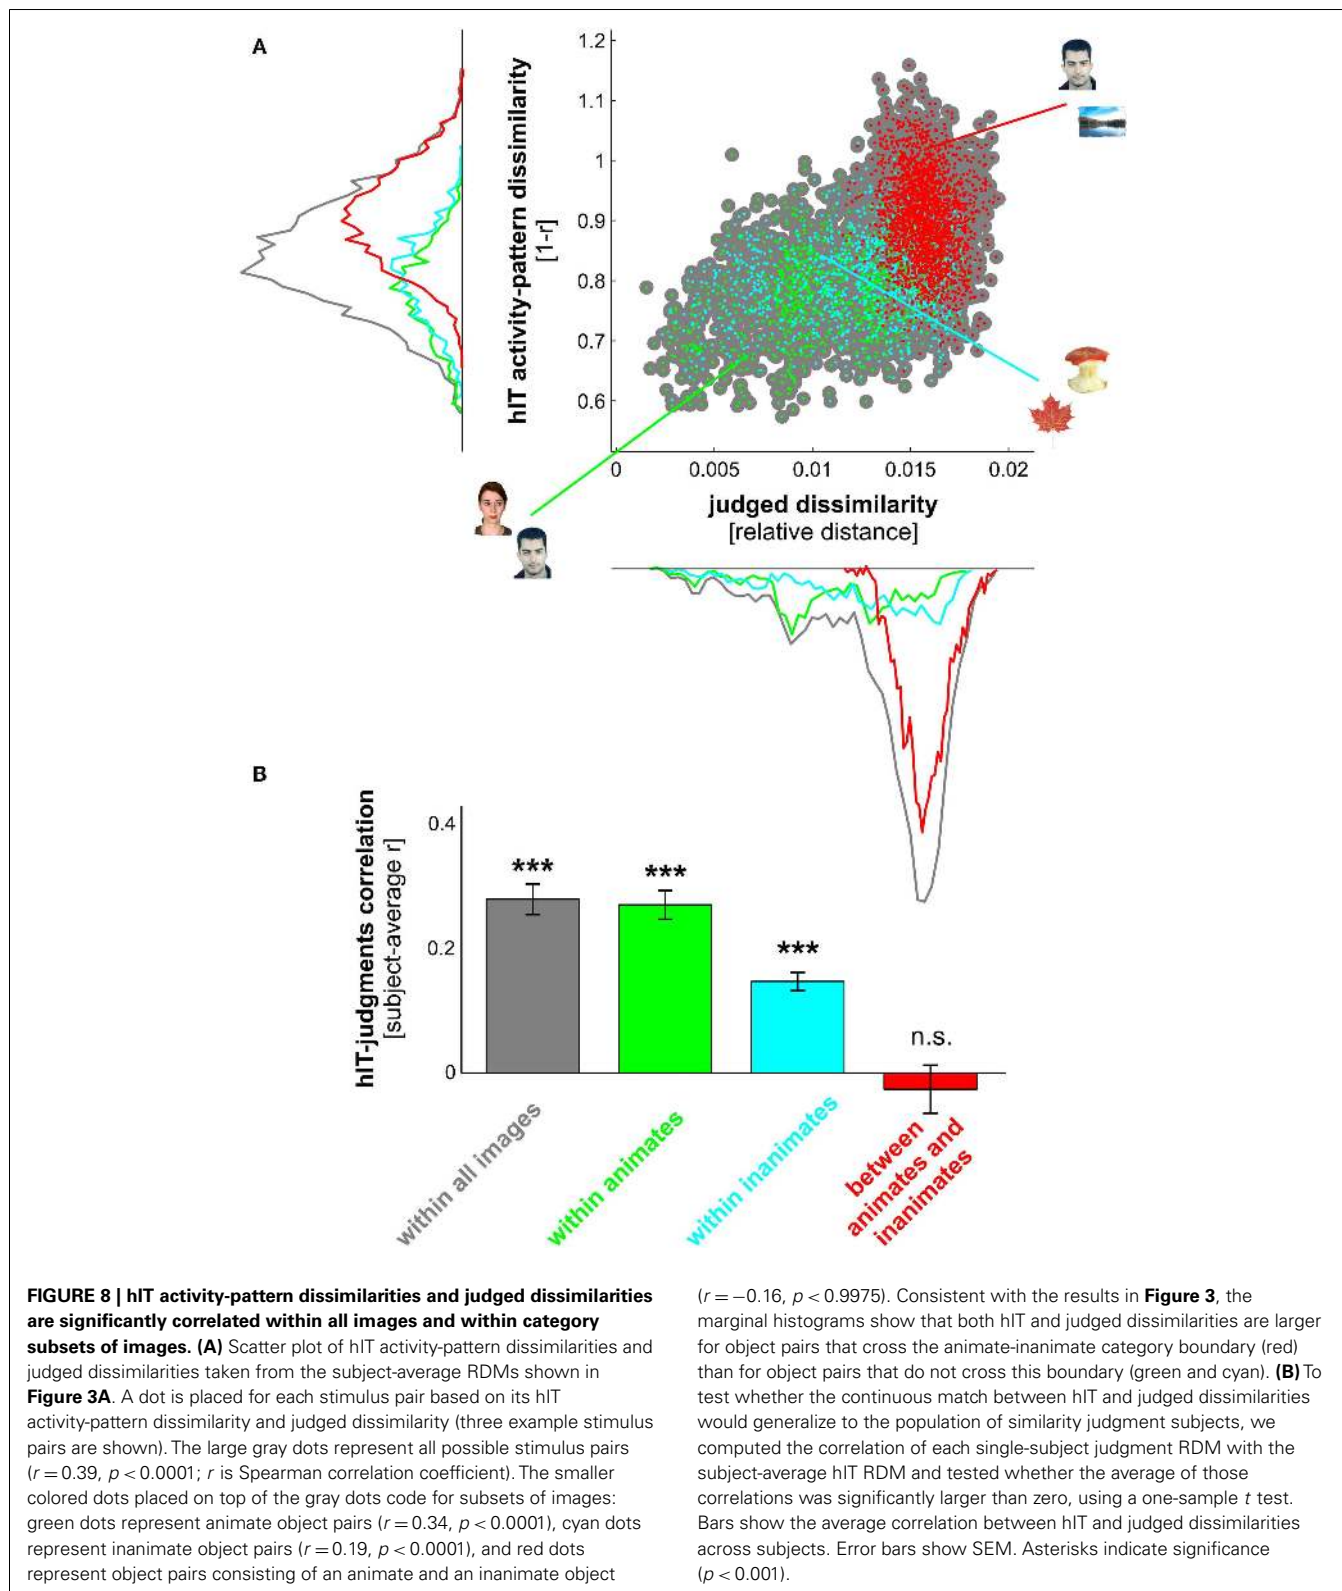 A
1.2
1.1
1
0.9
0.8
0.7
0.6
hIT activity-pattern dissimilarity
[1-r]
0 0.005 0.01 0.015 0.02
judged dissimilarity
[relative distance]
B
hIT-judgments correlation
[subject-average r]
0.4
0.2
0
***
***
***
n.s.
within all images
within animates
within inanimates
between
animates and
inanimates
FIGURE 8 | hIT activity-pattern dissimilarities and judged dissimilarities
are significantly correlated within all images and within category
subsets of images. (A) Scatter plot of hIT activity-pattern dissimilarities and
judged dissimilarities taken from the subject-average RDMs shown in
Figure 3A. A dot is placed for each stimulus pair based on its hIT
activity-pattern dissimilarity and judged dissimilarity (three example stimulus
pairs are shown). The large gray dots represent all possible stimulus pairs
(r = 0.39, p < 0.0001; r is Spearman correlation coefficient). The smaller
colored dots placed on top of the gray dots code for subsets of images:
green dots represent animate object pairs (r = 0.34, p < 0.0001), cyan dots
represent inanimate object pairs (r = 0.19, p < 0.0001), and red dots
represent object pairs consisting of an animate and an inanimate object
(r = −0.16, p < 0.9975). Consistent with the results in Figure 3, the
marginal histograms show that both hIT and judged dissimilarities are larger
for object pairs that cross the animate-inanimate category boundary (red)
than for object pairs that do not cross this boundary (green and cyan). (B) To
test whether the continuous match between hIT and judged dissimilarities
would generalize to the population of similarity judgment subjects, we
computed the correlation of each single-subject judgment RDM with the
subject-average hIT RDM and tested whether the average of those
correlations was significantly larger than zero, using a one-sample t test.
Bars show the average correlation between hIT and judged dissimilarities
across subjects. Error bars show SEM. Asterisks indicate significance
(p < 0.001).